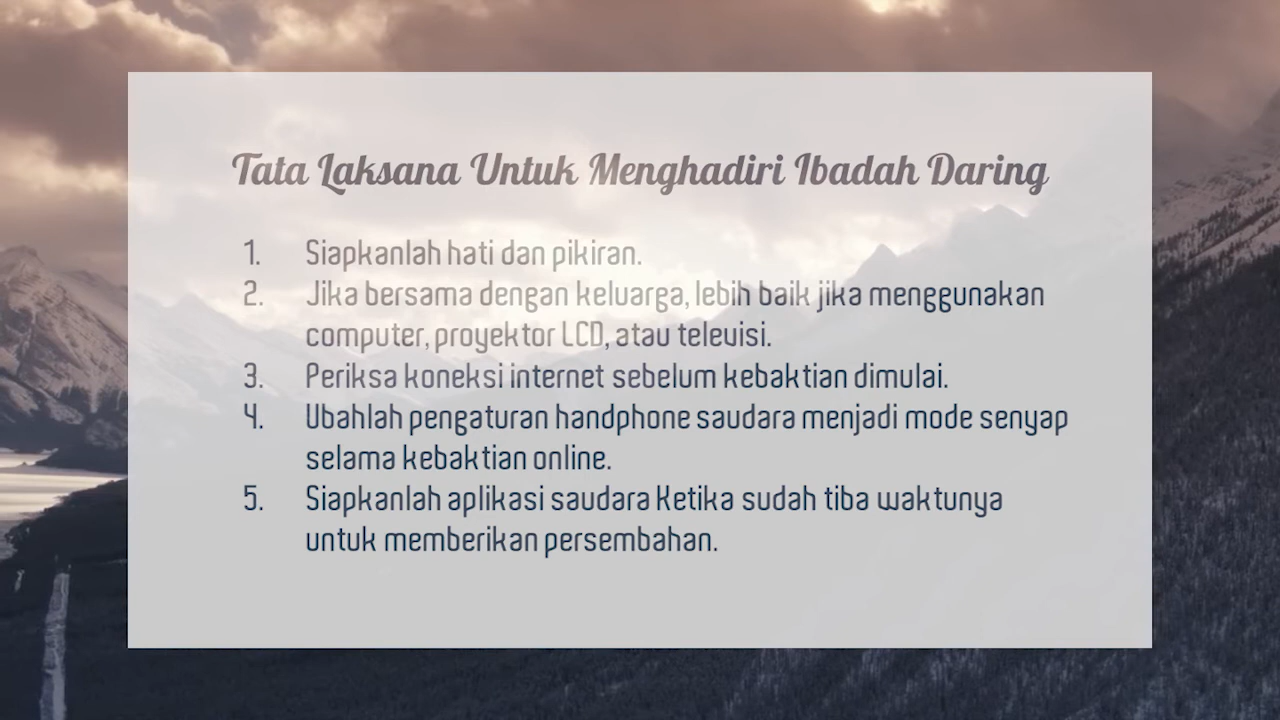 Tata Laksana Untuk Menghadiri Ibadah Daring
1. Siapkanlah hati dan pikiran.
2. Jika bersama dengan keluarga, lebih baik jika menggunakan
computer, proyektor LCD, atau televisi.
3. Periksa koneksi internet sebelum kebaktian dimulai.
4. Ubahlah pengaturan handphone saudara menjadi mode senyap
selama kebaktian online.
5. Siapkanlah aplikasi saudara Ketika sudah tiba waktunya
untuk memberikan persembahan.